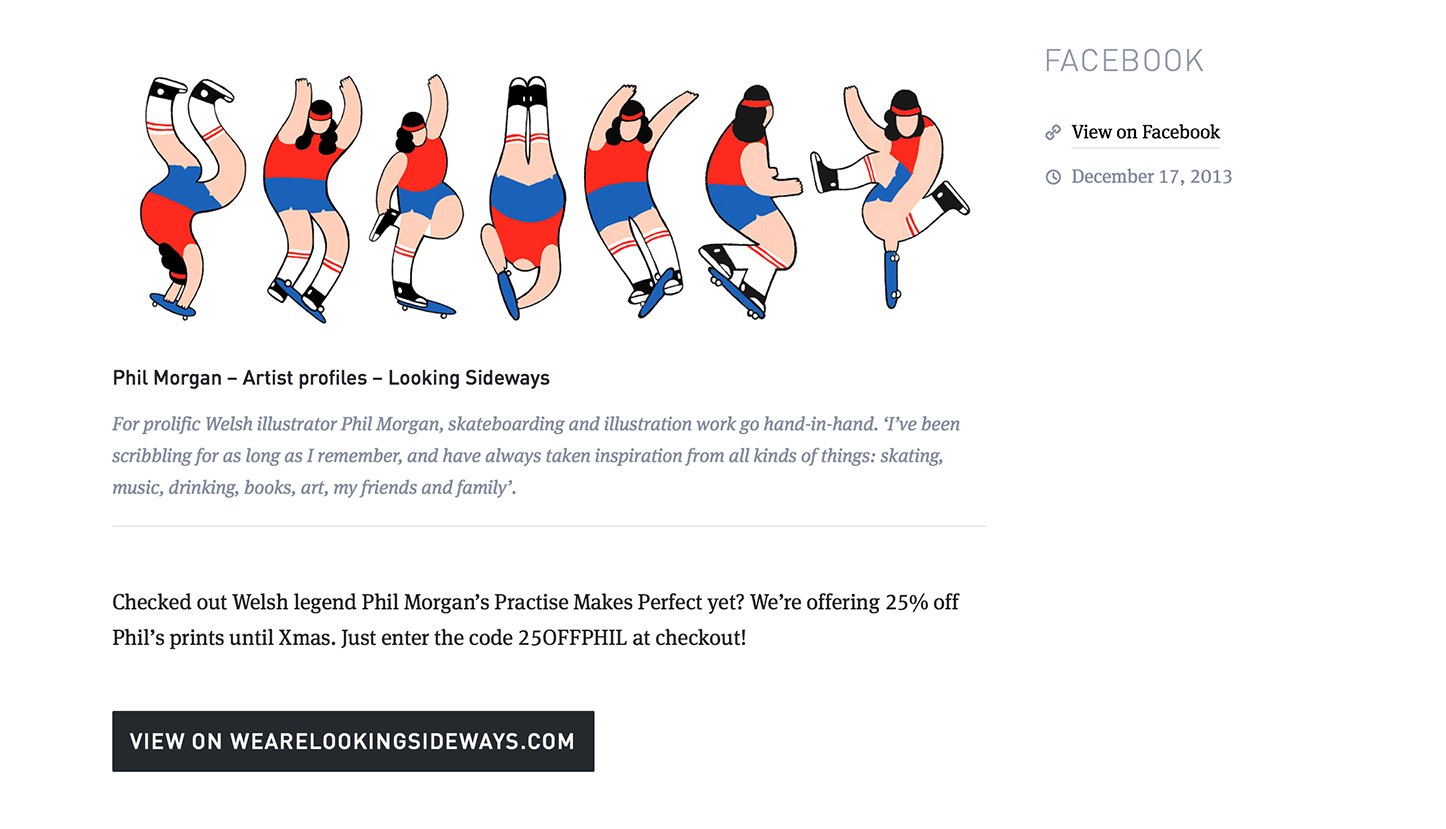 Phil Morgan – Artist profiles – Looking Sideways
For prolific Welsh illustrator Phil Morgan, skateboarding and illustration work go hand-in-hand. ‘I’ve been
scribbling for as long as I remember, and have always taken inspiration from all kinds of things: skating,
music, drinking, books, art, my friends and family’.
Checked out Welsh legend Phil Morgan’s Practise Makes Perfect yet? We’re offering 25% off
Phil’s prints until Xmas. Just enter the code 25OFFPHIL at checkout!
VIEW ON WEARELOOKINGSIDEWAYS.COM
FACEBOOK
View on Facebook
December 17, 2013